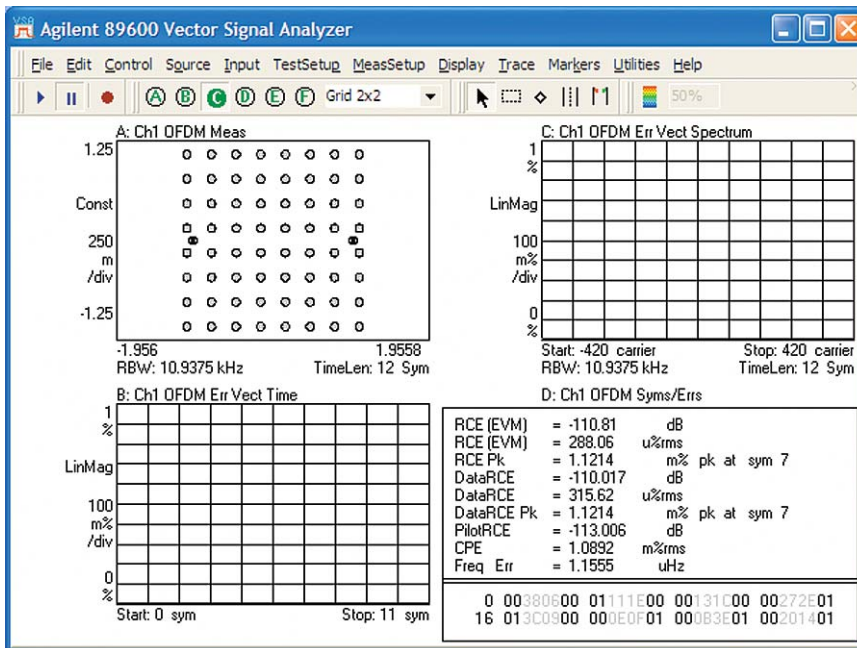 VSA
Agilent 89600 Vector Signal Analyzer
File Edit Control Source Input TestSetup MeasSetup Display Trace Markers Utilities Help
A B C D E F Grid 2x2 50%
A: Ch1 OFDM Meas
1.25
Const
250
m
/div
-1.25
-1.956 1.9558
RBW: 10.9375 kHz TimeLen: 12 Sym
C: Ch1 OFDM Err Vect Spectrum
1
%
LinMag
100
m%
/div
0
%
Start: -420 carrier Stop: 420 carrier
RBW: 10.9375 kHz TimeLen: 12 Sym
B: Ch1 OFDM Err Vect Time
1
%
LinMag
100
m%
/div
0
%
Start: 0 sym Stop: 11 sym
D: Ch1 OFDM Syms/Errs
RCE (EVM) = -110.81 dB
RCE (EVM) = 288.06 u%rms
RCE Pk = 1.1214 m% pk at sym 7
DataRCE = -110.017 dB
DataRCE = 315.62 u%rms
DataRCE Pk = 1.1214 m% pk at sym 7
PilotRCE = -113.006 dB
CPE = 1.0892 m%rms
Freq Err = 1.1555 uHz
0 00380600 01111E00 00131C00 00272E01
16 013C0900 000E0F01 000B3E01 00201401